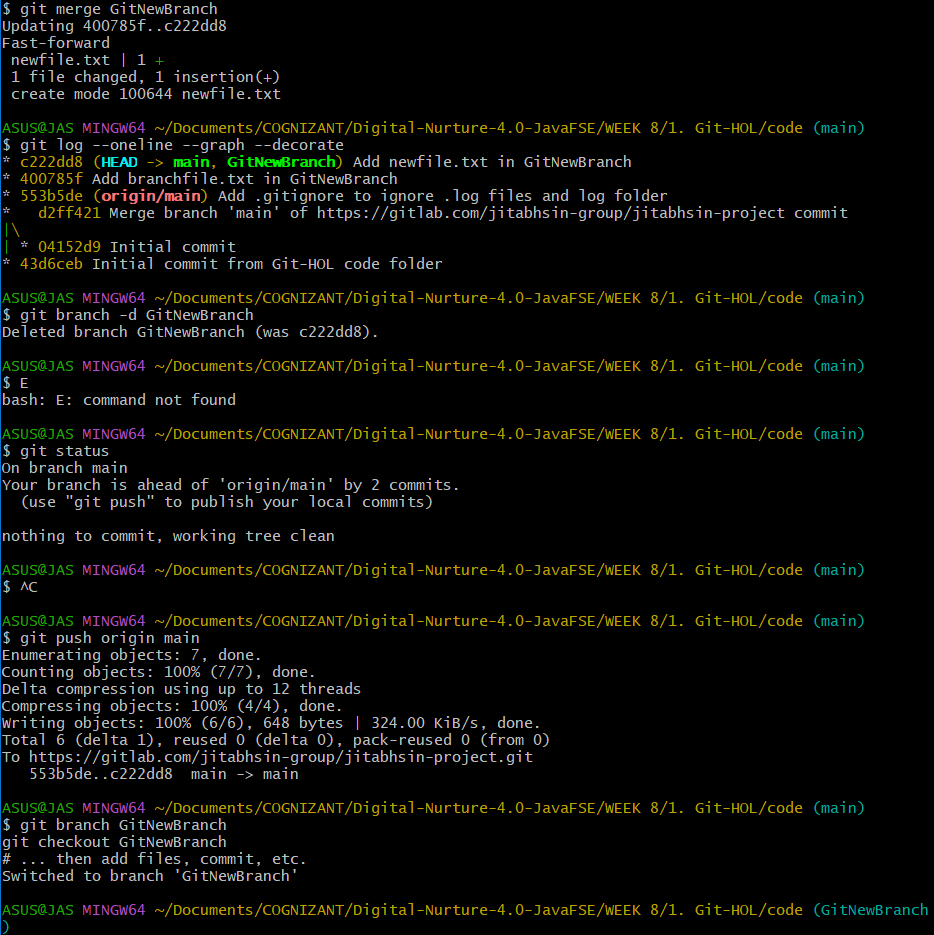 $ git merge GitNewBranch
Updating 400785f..c222dd8
Fast-forward
 newfile.txt | 1 +
 1 file changed, 1 insertion(+)
 create mode 100644 newfile.txt

ASUS@JAS MINGW64 ~/Documents/COGNIZANT/Digital-Nurture-4.0-JavaFSE/WEEK 8/1. Git-HOL/code (main)
$ git log --oneline --graph --decorate
* c222dd8 (HEAD -> main, GitNewBranch) Add newfile.txt in GitNewBranch
* 400785f Add branchfile.txt in GitNewBranch
* 553b5de (origin/main) Add .gitignore to ignore .log files and log folder
*   d2ff421 Merge branch 'main' of https://gitlab.com/jitabhsin-group/jitabhsin-project commit
|\
| * 04152d9 Initial commit
* 43d6ceb Initial commit from Git-HOL code folder

ASUS@JAS MINGW64 ~/Documents/COGNIZANT/Digital-Nurture-4.0-JavaFSE/WEEK 8/1. Git-HOL/code (main)
$ git branch -d GitNewBranch
Deleted branch GitNewBranch (was c222dd8).

ASUS@JAS MINGW64 ~/Documents/COGNIZANT/Digital-Nurture-4.0-JavaFSE/WEEK 8/1. Git-HOL/code (main)
$ E
bash: E: command not found

ASUS@JAS MINGW64 ~/Documents/COGNIZANT/Digital-Nurture-4.0-JavaFSE/WEEK 8/1. Git-HOL/code (main)
$ git status
On branch main
Your branch is ahead of 'origin/main' by 2 commits.
  (use "git push" to publish your local commits)

nothing to commit, working tree clean

ASUS@JAS MINGW64 ~/Documents/COGNIZANT/Digital-Nurture-4.0-JavaFSE/WEEK 8/1. Git-HOL/code (main)
$ ^C

ASUS@JAS MINGW64 ~/Documents/COGNIZANT/Digital-Nurture-4.0-JavaFSE/WEEK 8/1. Git-HOL/code (main)
$ git push origin main
Enumerating objects: 7, done.
Counting objects: 100% (7/7), done.
Delta compression using up to 12 threads
Compressing objects: 100% (4/4), done.
Writing objects: 100% (6/6), 648 bytes | 324.00 KiB/s, done.
Total 6 (delta 1), reused 0 (delta 0), pack-reused 0 (from 0)
To https://gitlab.com/jitabhsin-group/jitabhsin-project.git
   553b5de..c222dd8  main -> main

ASUS@JAS MINGW64 ~/Documents/COGNIZANT/Digital-Nurture-4.0-JavaFSE/WEEK 8/1. Git-HOL/code (main)
$ git branch GitNewBranch
git checkout GitNewBranch
# ... then add files, commit, etc.
Switched to branch 'GitNewBranch'

ASUS@JAS MINGW64 ~/Documents/COGNIZANT/Digital-Nurture-4.0-JavaFSE/WEEK 8/1. Git-HOL/code (GitNewBranch
)